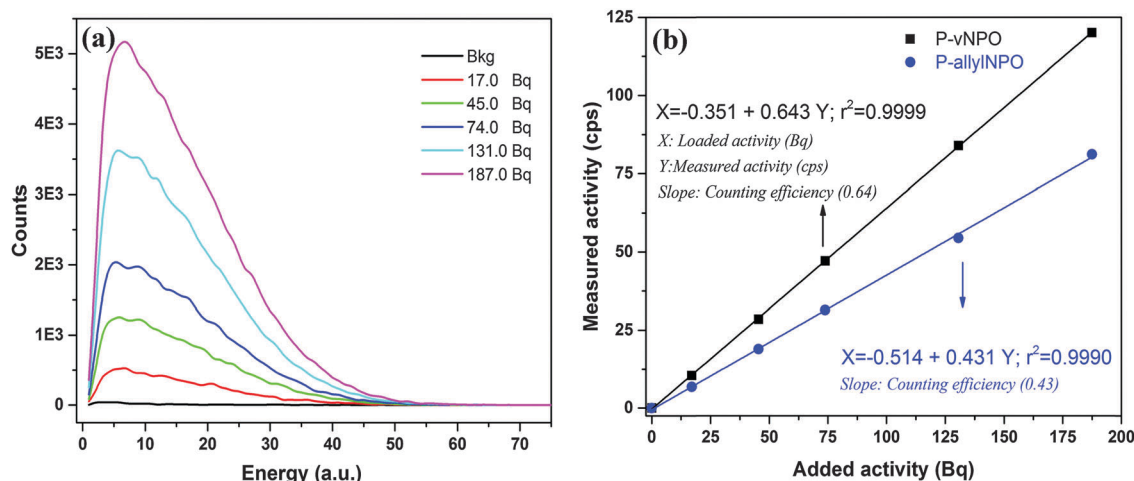 (a)
Bkg
17.0 Bq
45.0 Bq
74.0 Bq
131.0 Bq
187.0 Bq
5E3
4E3
3E3
2E3
1E3
0
0 10 20 30 40 50 60 70
Counts
Energy (a.u.)
(b)
P-vNPO
P-allylNPO
X=-0.351 + 0.643 Y; r²=0.9999
X: Loaded activity (Bq)
Y:Measured activity (cps)
Slope: Counting efficiency (0.64)
X=-0.514 + 0.431 Y; r²=0.9990
Slope: Counting efficiency (0.43)
125
100
75
50
25
0
0 25 50 75 100 125 150 175 200
Measured activity (cps)
Added activity (Bq)